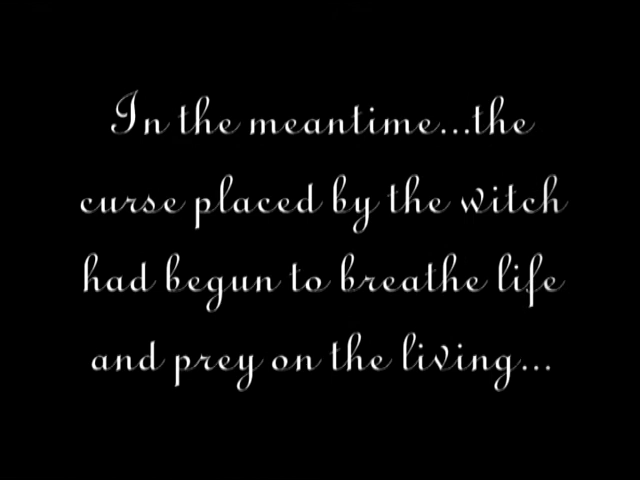 In the meantime...the
curse placed by the witch
had begun to breathe life
and prey on the living...